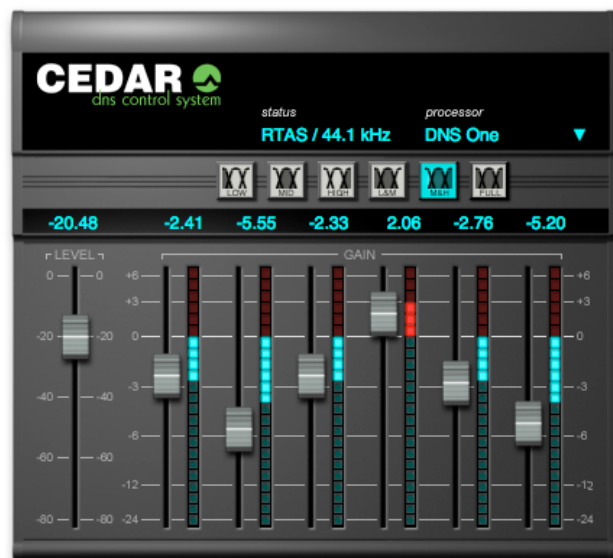 CEDAR
dns control system
status processor
RTAS / 44.1 kHz DNS One
LOW MID HIGH L&M M&H FULL
-20.48 -2.41 -5.55 -2.33 2.06 -2.76 -5.20
LEVEL GAIN
0 0 +6 +6
+3 +3
-20 -20 0 0
-3 -3
-40 -40
-6 -6
-60 -60
-12 -12
-80 -80 -24 -24